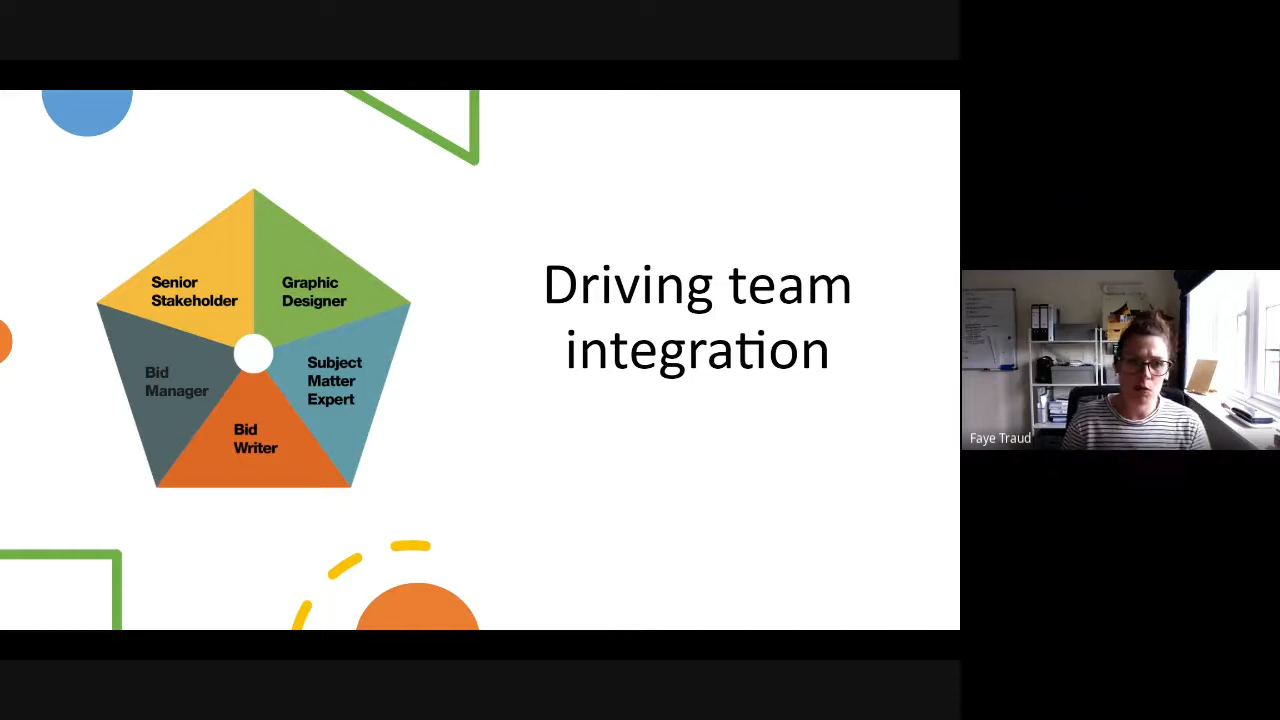 Senior
Stakeholder
Graphic
Designer
Bid
Manager
Subject
Matter
Expert
Bid
Writer
Driving team
integration
Faye Traud